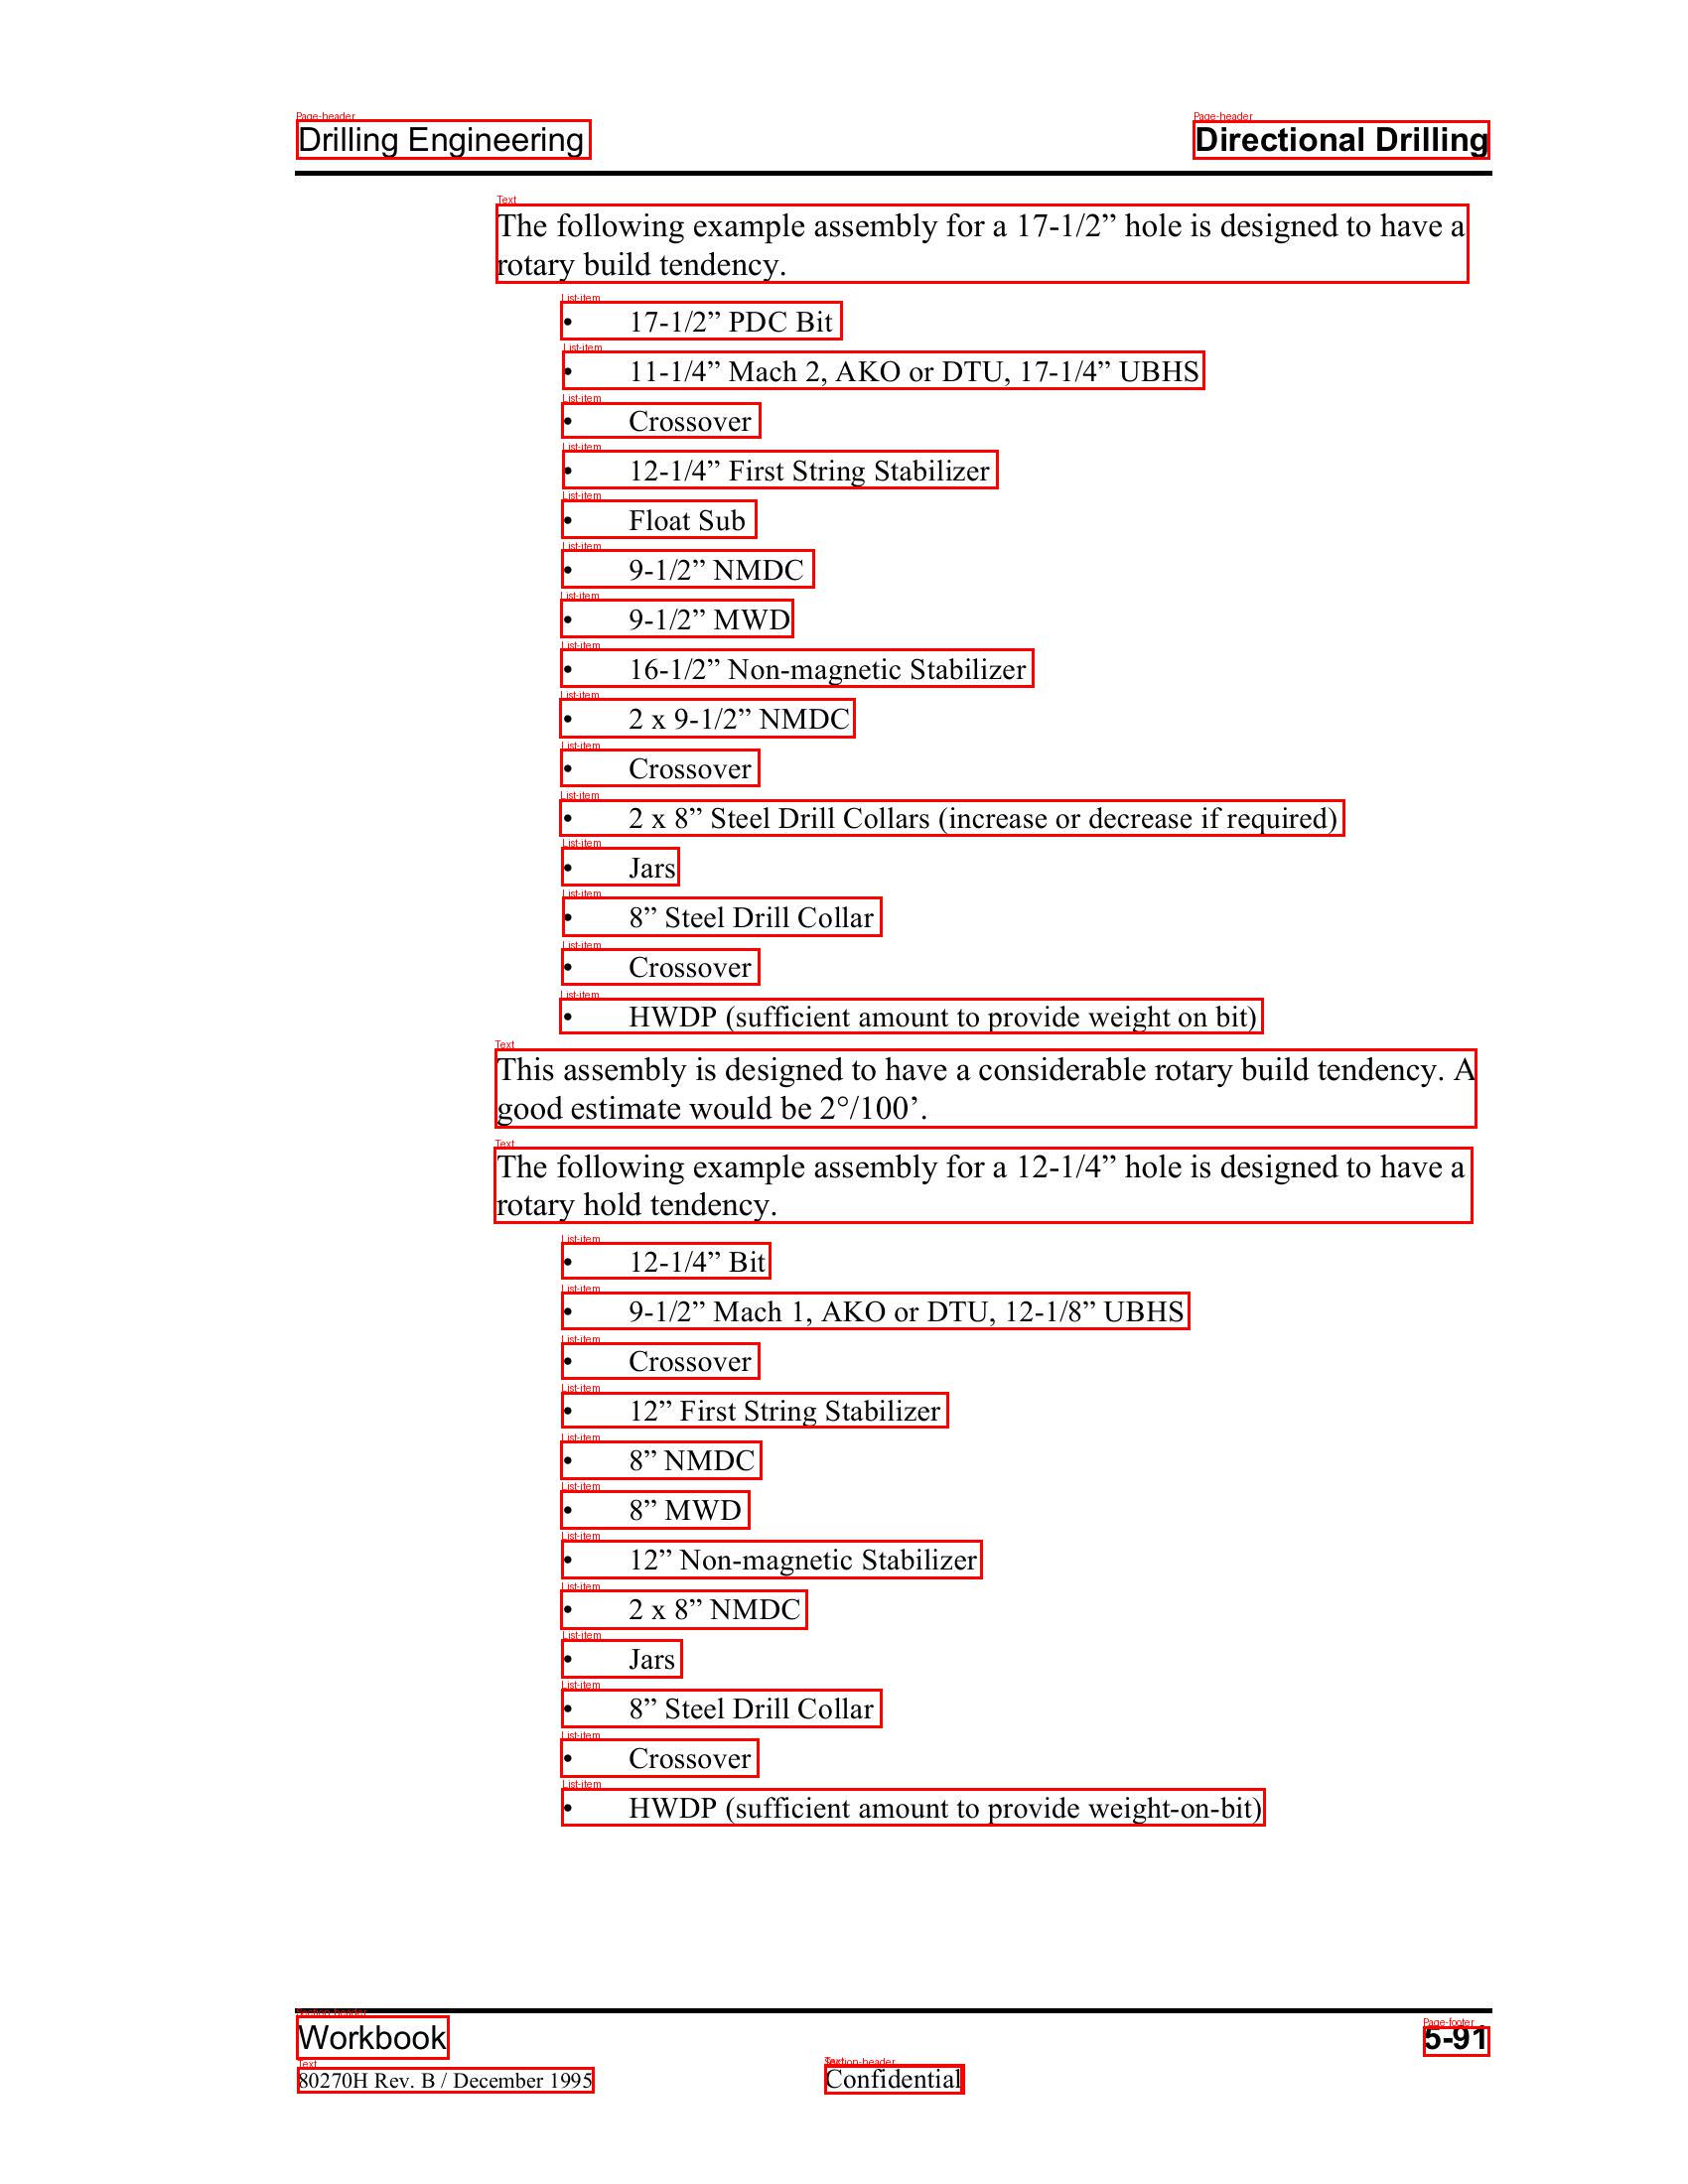 Page-header
Drilling Engineering
Page-header
Directional Drilling
Text
The following example assembly for a 17-1/2” hole is designed to have a
rotary build tendency.
List-item
• 17-1/2” PDC Bit
List-item
• 11-1/4” Mach 2, AKO or DTU, 17-1/4” UBHS
List-item
• Crossover
List-item
• 12-1/4” First String Stabilizer
List-item
• Float Sub
List-item
• 9-1/2” NMDC
List-item
• 9-1/2” MWD
List-item
• 16-1/2” Non-magnetic Stabilizer
List-item
• 2 x 9-1/2” NMDC
List-item
• Crossover
List-item
• 2 x 8” Steel Drill Collars (increase or decrease if required)
List-item
• Jars
List-item
• 8” Steel Drill Collar
List-item
• Crossover
List-item
• HWDP (sufficient amount to provide weight on bit)
Text
This assembly is designed to have a considerable rotary build tendency. A
good estimate would be 2°/100’.
Text
The following example assembly for a 12-1/4” hole is designed to have a
rotary hold tendency.
List-item
• 12-1/4” Bit
List-item
• 9-1/2” Mach 1, AKO or DTU, 12-1/8” UBHS
List-item
• Crossover
List-item
• 12” First String Stabilizer
List-item
• 8” NMDC
List-item
• 8” MWD
List-item
• 12” Non-magnetic Stabilizer
List-item
• 2 x 8” NMDC
List-item
• Jars
List-item
• 8” Steel Drill Collar
List-item
• Crossover
List-item
• HWDP (sufficient amount to provide weight-on-bit)
Section-header
Workbook
Page-footer
5-91
Text
80270H Rev. B / December 1995
Section-header
Confidential